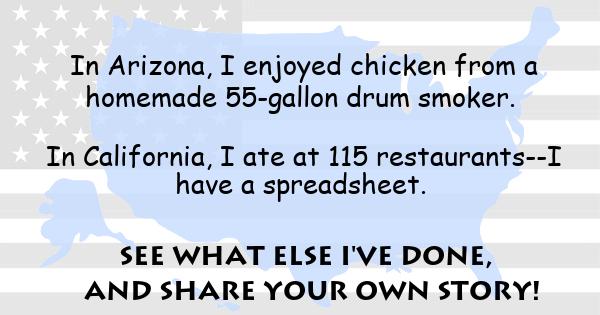 In Arizona, I enjoyed chicken from a
homemade 55-gallon drum smoker.
In California, I ate at 115 restaurants--I
have a spreadsheet.
SEE WHAT ELSE I'VE DONE,
AND SHARE YOUR OWN STORY!